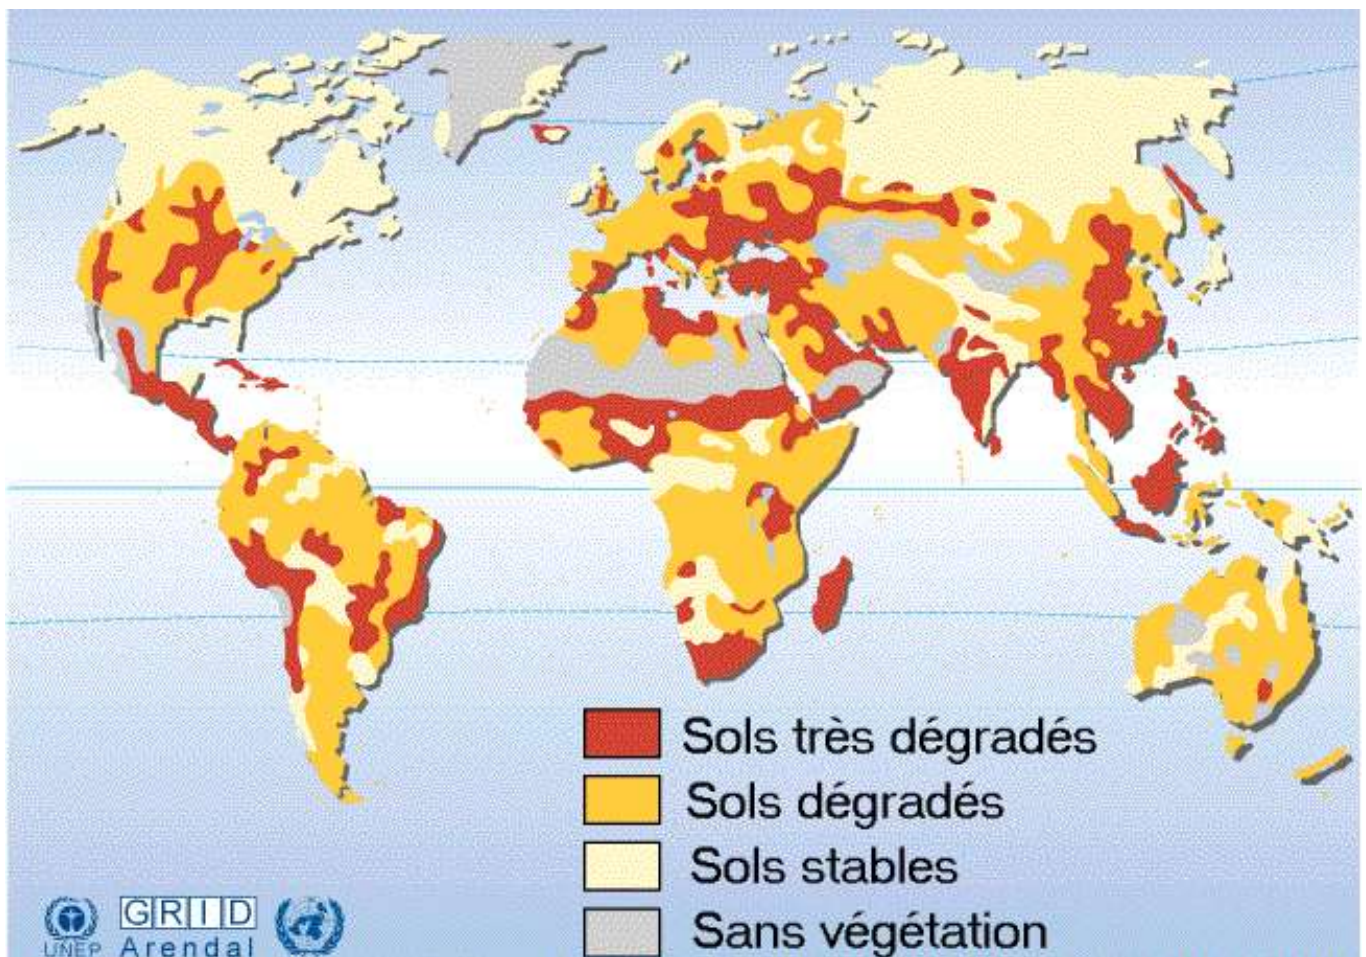 Sols très dégradés
Sols dégradés
Sols stables
Sans végétation
UNEP
GRID
Arendal